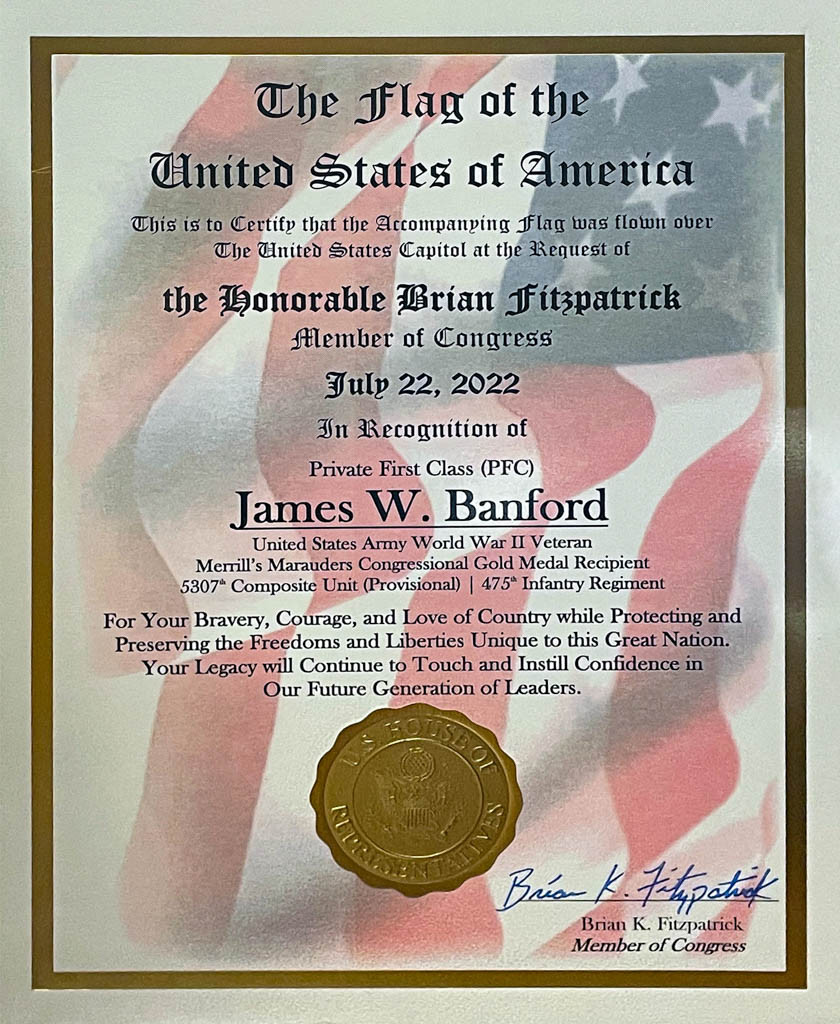 The Flag of the
United States of America
This is to Certify that the Accompanying Flag was flown over
The United States Capitol at the Request of
the Honorable Brian Fitzpatrick
Member of Congress
July 22, 2022
In Recognition of
Private First Class (PFC)
James W. Banford
United States Army World War II Veteran
Merrill's Marauders Congressional Gold Medal Recipient
5307th Composite Unit (Provisional) | 475th Infantry Regiment
For Your Bravery, Courage, and Love of Country while Protecting and
Preserving the Freedoms and Liberties Unique to this Great Nation.
Your Legacy will Continue to Touch and Instill Confidence in
Our Future Generation of Leaders.
U.S. HOUSE OF
REPRESENTATIVES
Brian K. Fitzpatrick
Brian K. Fitzpatrick
Member of Congress